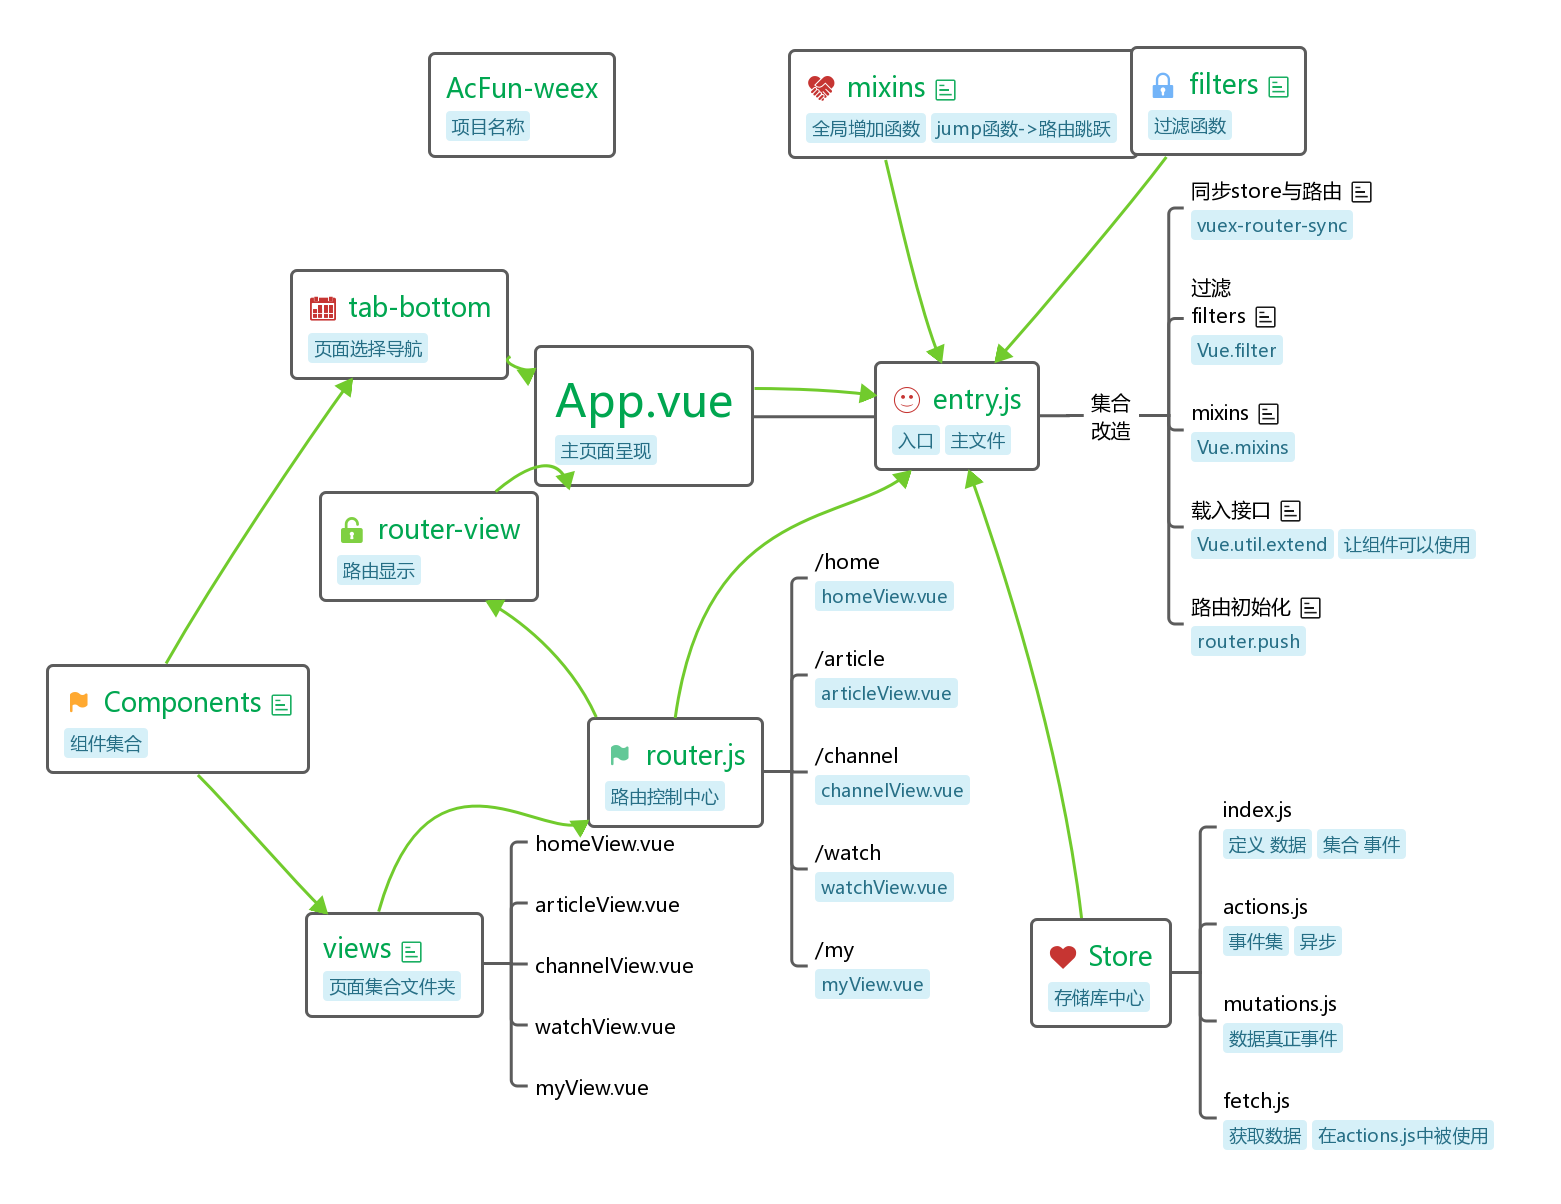 AcFun-weex
项目名称
mixins
全局增加函数 jump函数->路由跳跃
filters
过滤函数
同步store与路由
vuex-router-sync
过滤
filters
Vue.filter
mixins
Vue.mixins
载入接口
Vue.util.extend 让组件可以使用
路由初始化
router.push
集合
改造
tab-bottom
页面选择导航
App.vue
主页面呈现
entry.js
入口 主文件
router-view
路由显示
Components
组件集合
router.js
路由控制中心
/home
homeView.vue
/article
articleView.vue
/channel
channelView.vue
/watch
watchView.vue
/my
myView.vue
views
页面集合文件夹
homeView.vue
articleView.vue
channelView.vue
watchView.vue
myView.vue
Store
存储库中心
index.js
定义 数据 集合 事件
actions.js
事件集 异步
mutations.js
数据真正事件
fetch.js
获取数据 在actions.js中被使用